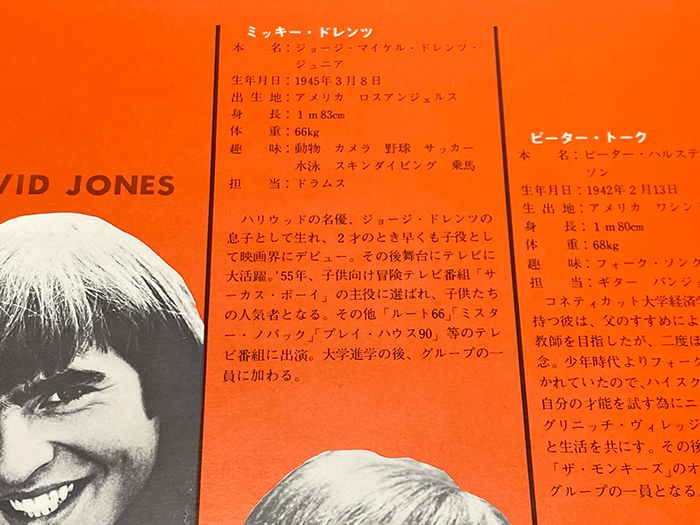 VID JONES
ミッキー・ドレンツ
本　名：ジョージ・マイケル・ドレンツ・
ジュニア
生年月日：1945年3月8日
出生地：アメリカ　ロスアンジェルス
身　長：1m83cm
体　重：66kg
趣　味：動物　カメラ　野球　サッカー
水泳　スキンダイビング　乗馬
担　当：ドラムス
ハリウッドの名優、ジョージ・ドレンツの
息子として生れ、2才のとき早くも子役とし
て映画界にデビュー。その後舞台にテレビに
大活躍。'55年、子供向け冒険テレビ番組「サ
ーカス・ボーイ」の主役に選ばれ、子供たち
の人気者となる。その他「ルート66」「ミスタ
ー・ノバック」「プレイ・ハウス90」等のテレ
ビ番組に出演。大学進学の後、グループの一
員に加わる。
ピーター・トーク
本　名：ピーター・ハルステ
ソン
生年月日：1942年2月13日
生出地：アメリカ　ワシン
身　長：1m80cm
体　重：68kg
趣　味：フォーク・ソング
担　当：ギター　バンジ
コネティカット大学経済
持つ彼は、父のすすめによ
教師を目指したが、二度ほ
念。少年時代よりフォーク
かれていたので、ハイスク
自分の才能を試す為にニ
グリニッチ・ヴィレッジ
と生活を共にす。その後
「ザ・モンキーズ」のオ
グループの一員となる。